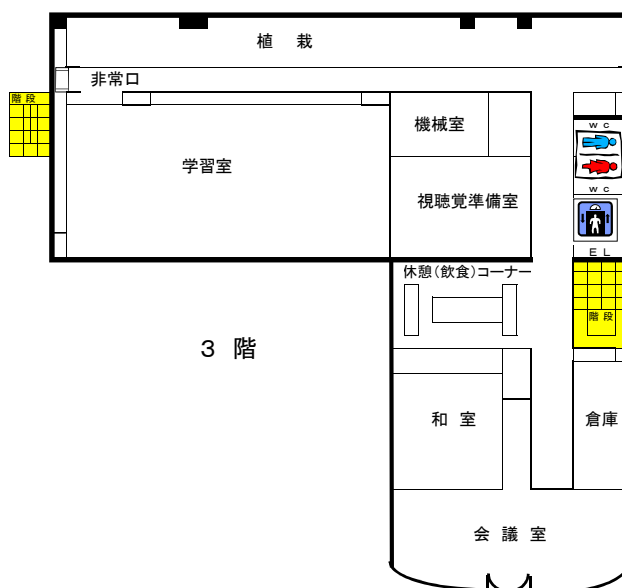 植　栽
非常口
階 段
機械室
ＷＣ
学習室
視聴覚準備室
ＷＣ
ＥＬ
休憩（飲食）コーナー
階 段
３ 階
和 室
倉庫
会 議 室